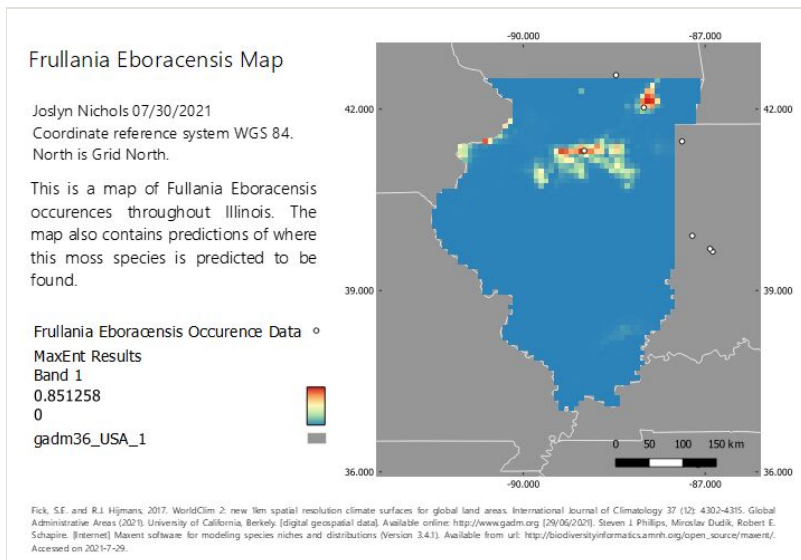 Frullania Eboracensis Map
Joslyn Nichols 07/30/2021
Coordinate reference system WGS 84.
North is Grid North.
This is a map of Fullania Eboracensis
occurences throughout Illinois. The
map also contains predictions of where
this moss species is predicted to be
found.
Frullania Eboracensis Occurence Data
MaxEnt Results
Band 1
0.851258
0
gadm36_USA_1
-90.000 -87.000
42.000 42.000
39.000 39.000
36.000 36.000
0 50 100 150 km
-90.000 -87.000
Fick, S.E. and R.J. Hijmans, 2017. WorldClim 2: new 1km spatial resolution climate surfaces for global land areas. International Journal of Climatology 37 (12): 4302-4315. Global
Administrative Areas (2021). University of California, Berkely. [digital geospatial data]. Available online: http://www.gadm.org [29/06/2021]. Steven J. Phillips, Miroslav Dudík, Robert E.
Schapire. [Internet] Maxent software for modeling species niches and distributions (Version 3.4.1). Available from url: http://biodiversityinformatics.amnh.org/open_source/maxent/.
Accessed on 2021-7-29.